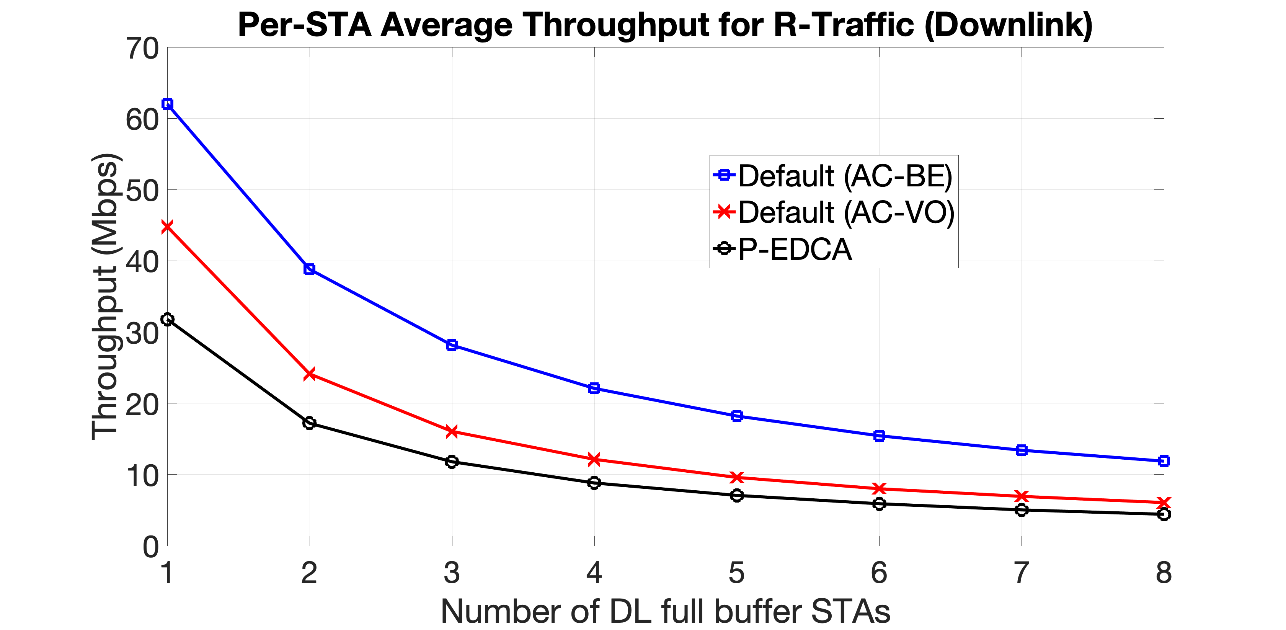 Per-STA Average Throughput for R-Traffic (Downlink)
Throughput (Mbps)
70
60
50
40
30
20
10
0
Default (AC-BE)
Default (AC-VO)
P-EDCA
1 2 3 4 5 6 7 8
Number of DL full buffer STAs